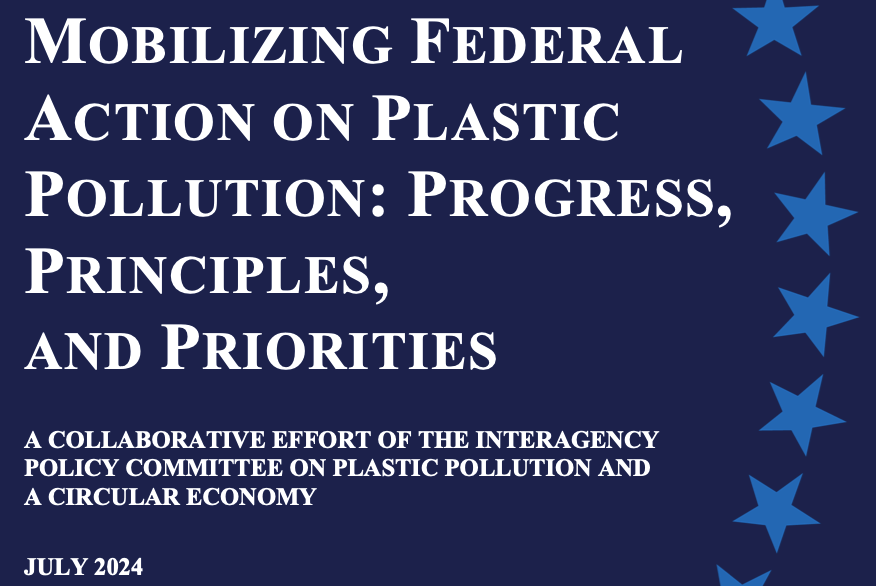 MOBILIZING FEDERAL
ACTION ON PLASTIC
POLLUTION: PROGRESS,
PRINCIPLES,
AND PRIORITIES
A COLLABORATIVE EFFORT OF THE INTERAGENCY
POLICY COMMITTEE ON PLASTIC POLLUTION AND
A CIRCULAR ECONOMY
JULY 2024